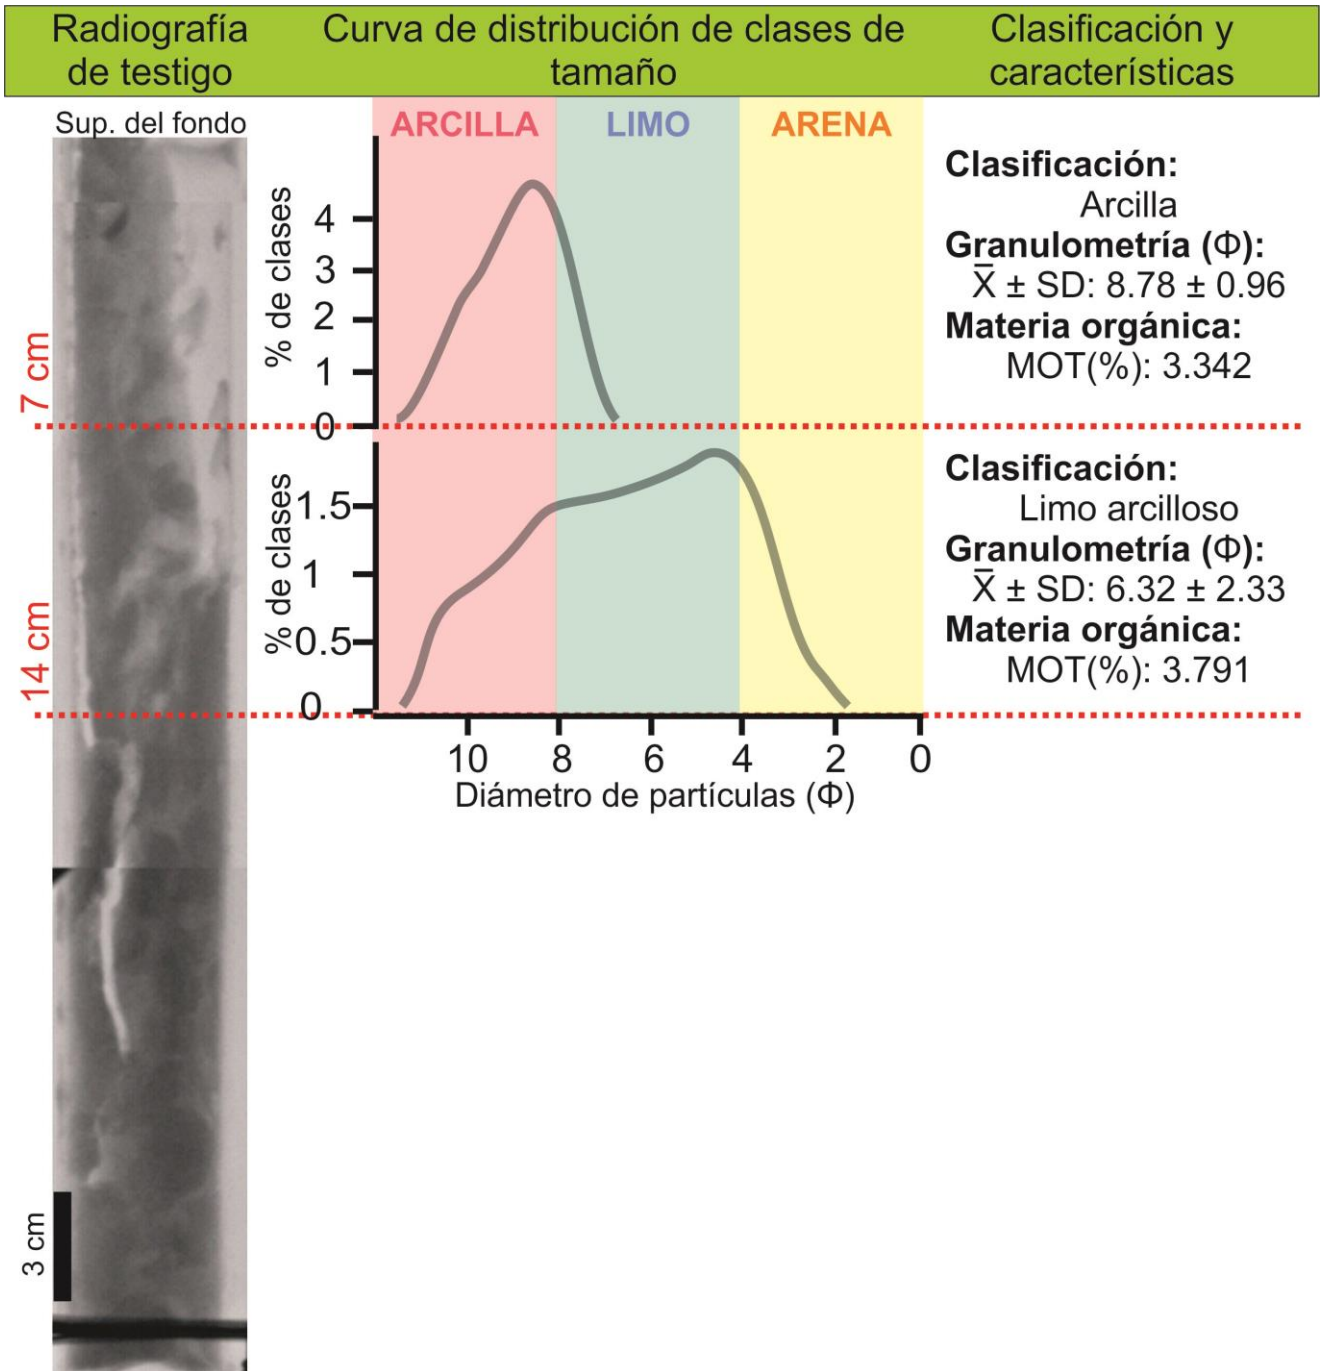 Radiografía
de testigo
Curva de distribución de clases de
tamaño
Clasificación y
características
Sup. del fondo
ARCILLA
LIMO
ARENA
% de clases
4
3
2
1
0
7 cm
Clasificación:
Arcilla
Granulometría (Φ):
X̅ ± SD: 8.78 ± 0.96
Materia orgánica:
MOT(%): 3.342
% de clases
1.5
1
0.5
0
14 cm
Clasificación:
Limo arcilloso
Granulometría (Φ):
X̅ ± SD: 6.32 ± 2.33
Materia orgánica:
MOT(%): 3.791
10 8 6 4 2 0
Diámetro de partículas (Φ)
3 cm